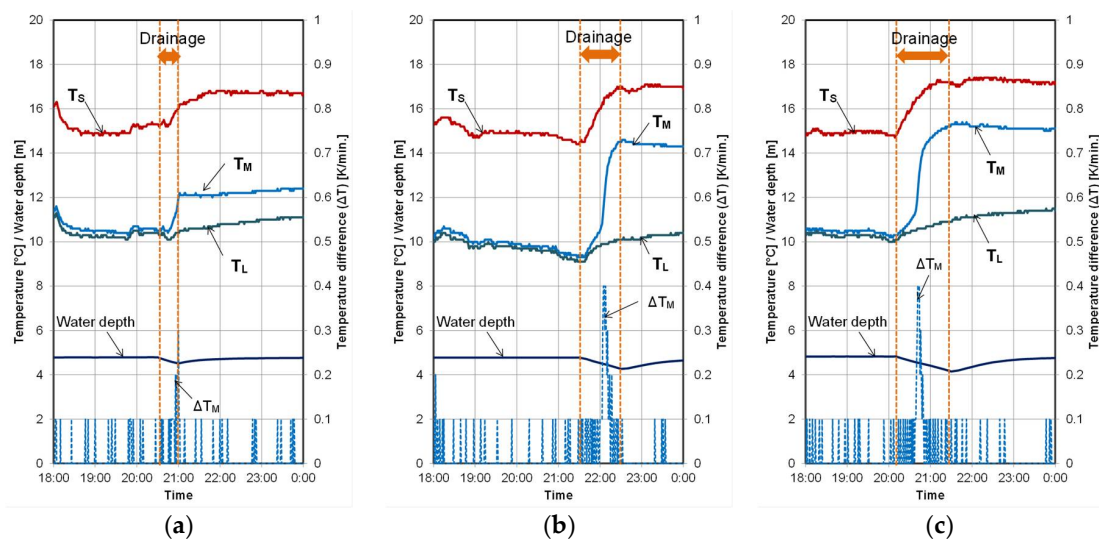 Drainage
Temperature [°C] / Water depth [m]
20
18
16
14
12
10
8
6
4
2
0
TS
TM
TL
Water depth
ΔTM
1
0.9
0.8
0.7
0.6
0.5
0.4
0.3
0.2
0.1
0
Temperature difference (ΔT) [K/min.]
18:00 19:00 20:00 21:00 22:00 23:00 0:00
Time
(a)
Drainage
Temperature [°C] / Water depth [m]
20
18
16
14
12
10
8
6
4
2
0
TS
TM
TL
ΔTM
Water depth
1
0.9
0.8
0.7
0.6
0.5
0.4
0.3
0.2
0.1
0
Temperature difference (ΔT) [K/min.]
18:00 19:00 20:00 21:00 22:00 23:00 0:00
Time
(b)
Drainage
Temperature [°C] / Water depth [m]
20
18
16
14
12
10
8
6
4
2
0
TS
TM
TL
ΔTM
Water depth
1
0.9
0.8
0.7
0.6
0.5
0.4
0.3
0.2
0.1
0
Temperature difference (ΔT) [K/min.]
18:00 19:00 20:00 21:00 22:00 23:00 0:00
Time
(c)